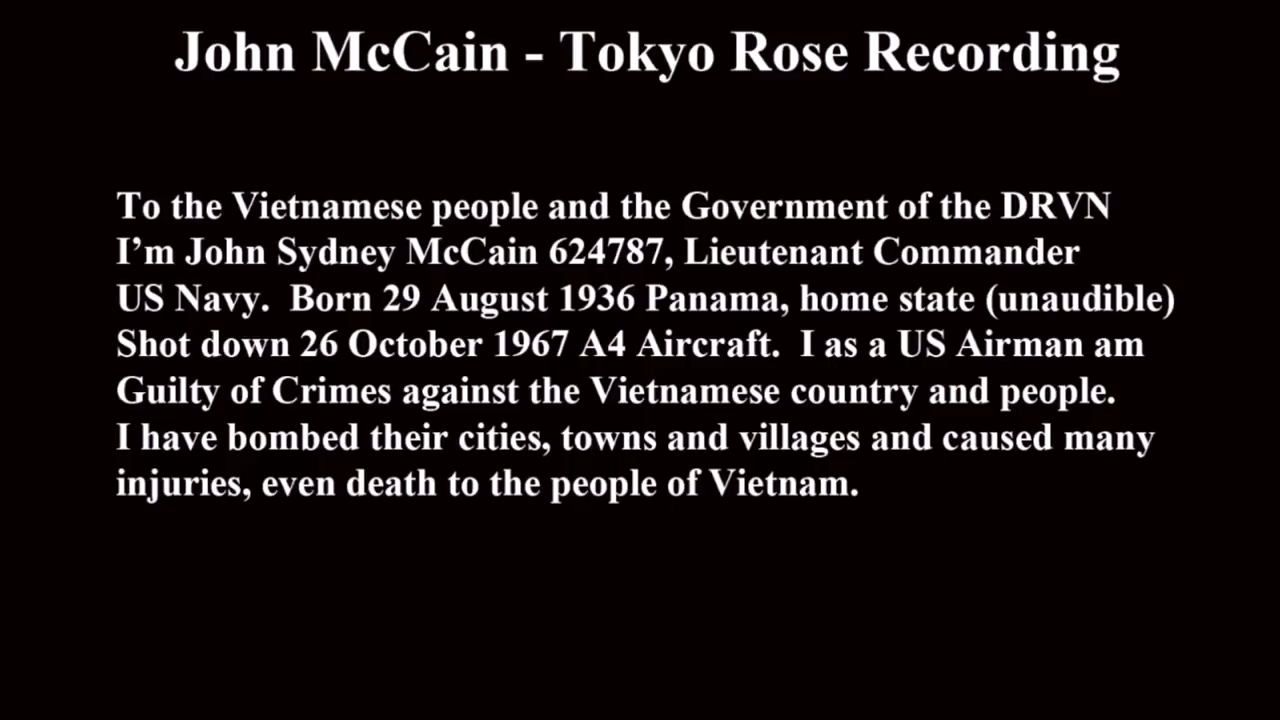 John McCain - Tokyo Rose Recording
To the Vietnamese people and the Government of the DRVN
I’m John Sydney McCain 624787, Lieutenant Commander
US Navy. Born 29 August 1936 Panama, home state (unaudible)
Shot down 26 October 1967 A4 Aircraft. I as a US Airman am
Guilty of Crimes against the Vietnamese country and people.
I have bombed their cities, towns and villages and caused many
injuries, even death to the people of Vietnam.